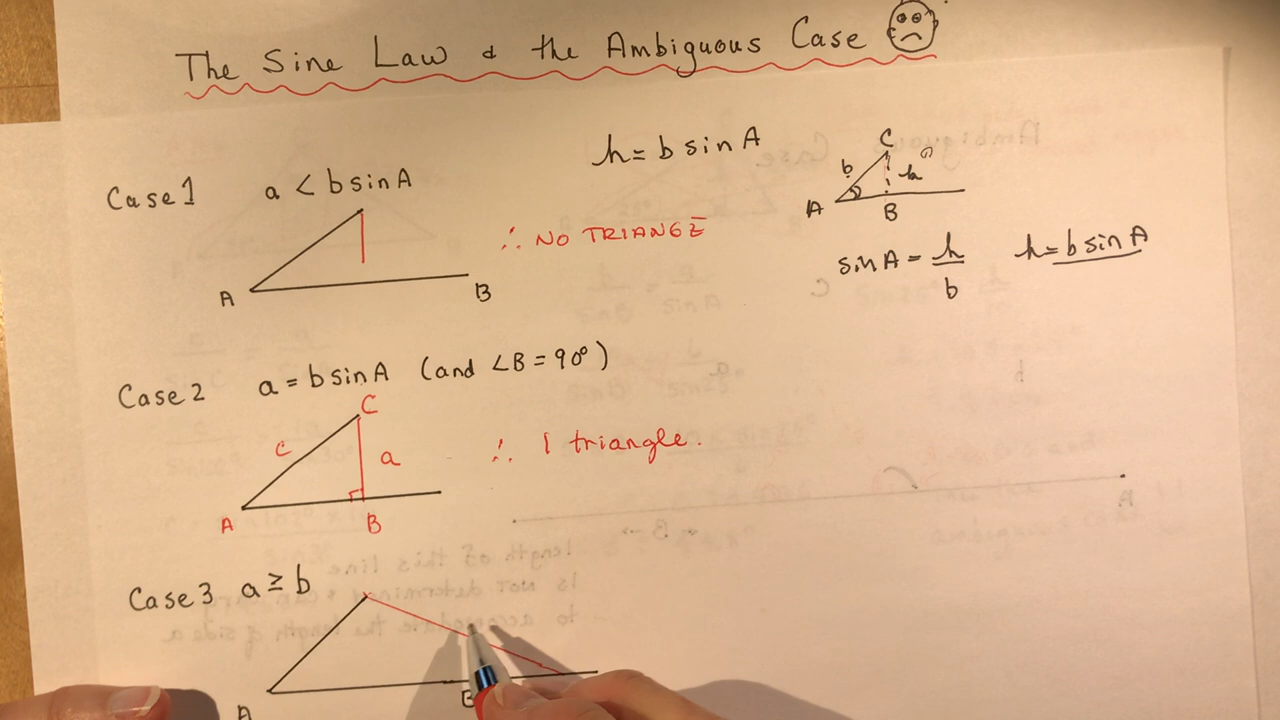 The Sine Law & the Ambiguous Case
h = b sin A
Case 1 a < b sin A
∴ NO TRIANGE
A
B
C
b
h
A
B
sin A = h/b
h = b sin A
Case 2 a = b sin A (and ∠B = 90°)
C
c
a
A
B
∴ 1 triangle.
Case 3 a ≥ b
A
B